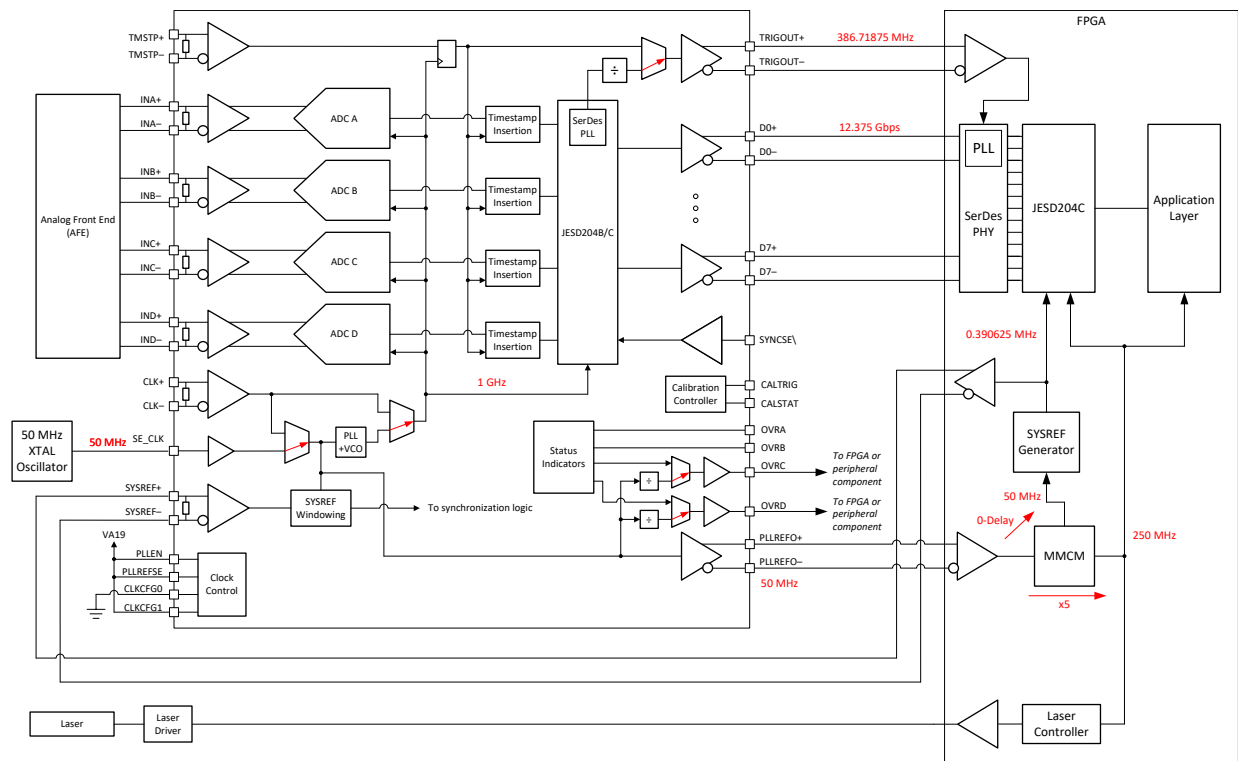 FPGA
TMSTP+
TMSTP–
TRIGOUT+
386.71875 MHz
TRIGOUT–
÷
Analog Front End
(AFE)
INA+
INA–
ADC A
Timestamp
Insertion
SerDes
PLL
D0+
12.375 Gbps
D0–
PLL
INB+
INB–
ADC B
Timestamp
Insertion
JESD204B/C
SerDes
PHY
JESD204C
Application
Layer
INC+
INC–
ADC C
Timestamp
Insertion
D7+
D7–
IND+
IND–
ADC D
Timestamp
Insertion
SYNCSE\
0.390625 MHz
CLK+
CLK–
1 GHz
Calibration
Controller
CALTRIG
CALSTAT
50 MHz
XTAL
Oscillator
50 MHz
SE_CLK
PLL
+VCO
Status
Indicators
OVRA
OVRB
OVRC
OVRD
÷
÷
To FPGA or
peripheral
component
To FPGA or
peripheral
component
SYSREF
Generator
SYSREF+
SYSREF–
SYSREF
Windowing
To synchronization logic
50 MHz
0-Delay
250 MHz
VA19
PLLEN
PLLREFSE
CLKCFG0
CLKCFG1
Clock
Control
PLLREFO+
PLLREFO–
50 MHz
MMCM
x5
Laser
Laser
Driver
Laser
Controller